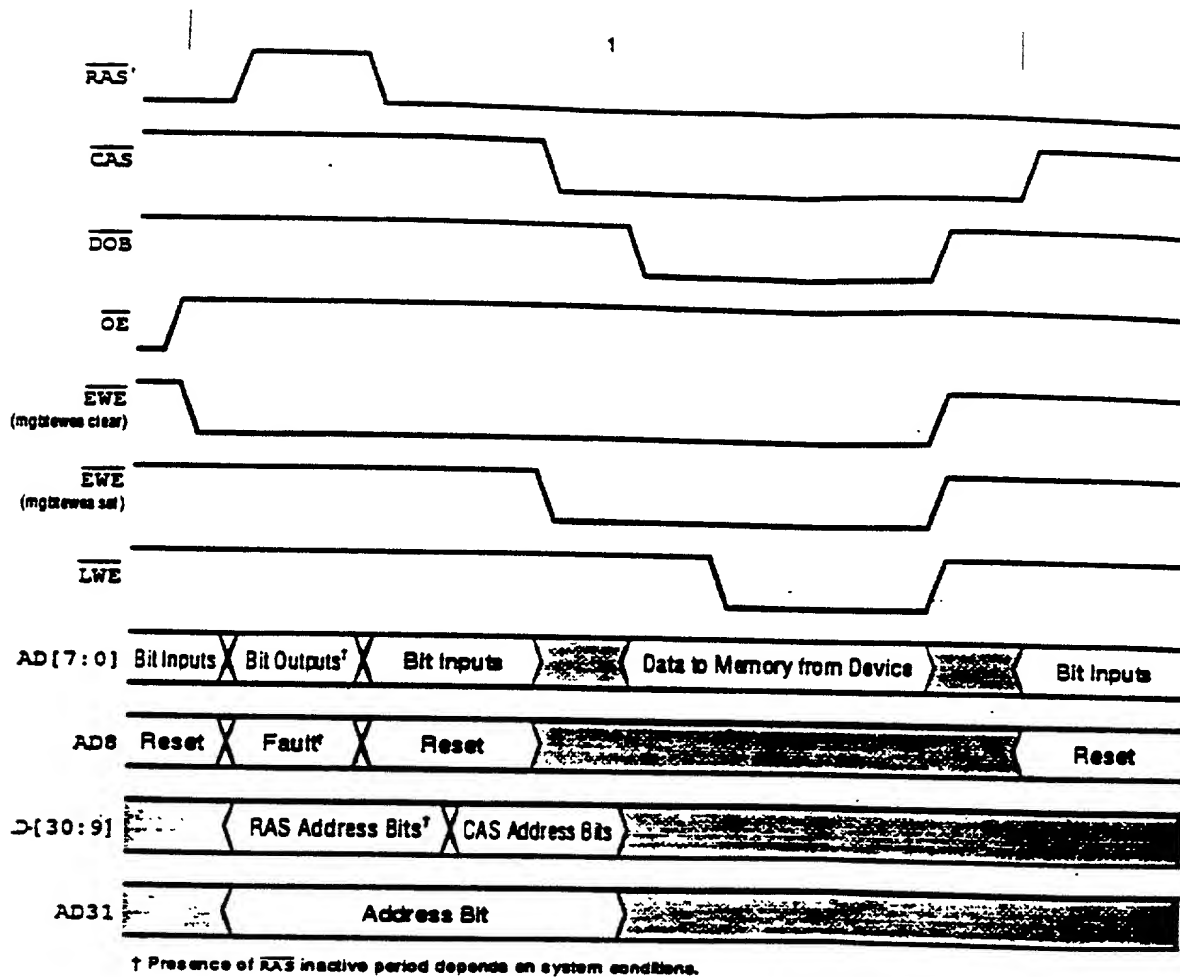 1
RAS†
CAS
DOB
OE
EWE
(mgbtewea clear)
EWE
(mgbtewea set)
LWE
AD[7:0] Bit Inputs Bit Outputs† Bit Inputs Data to Memory from Device Bit Inputs
AD8 Reset Fault† Reset Reset
D[30:9] RAS Address Bits† CAS Address Bits
AD31 Address Bit
† Presence of RAS inactive period depends on system conditions.